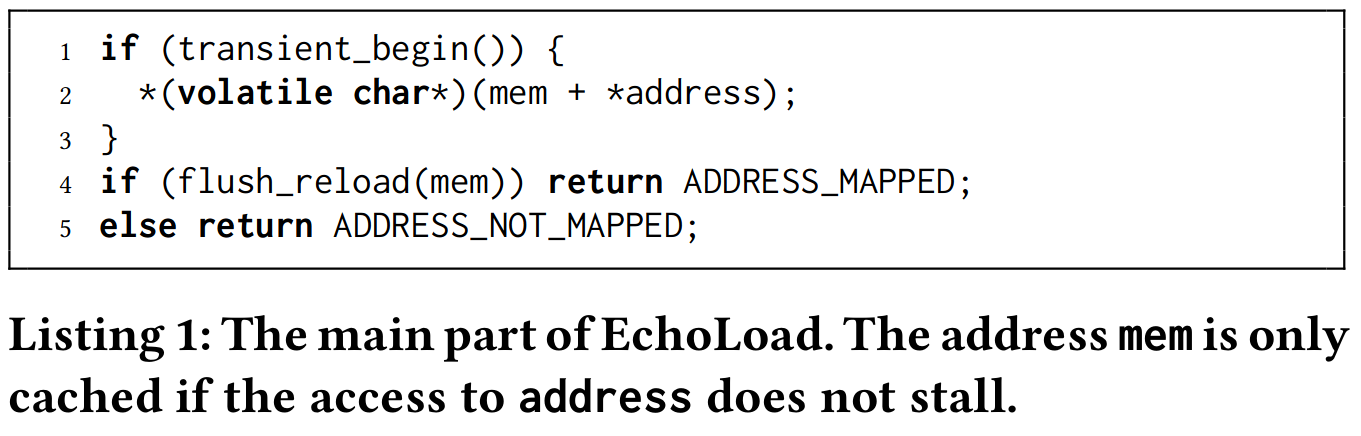 1 if (transient_begin()) {
2 *(volatile char*)(mem + *address);
3 }
4 if (flush_reload(mem)) return ADDRESS_MAPPED;
5 else return ADDRESS_NOT_MAPPED;
Listing 1: The main part of EchoLoad. The address mem is only
cached if the access to address does not stall.